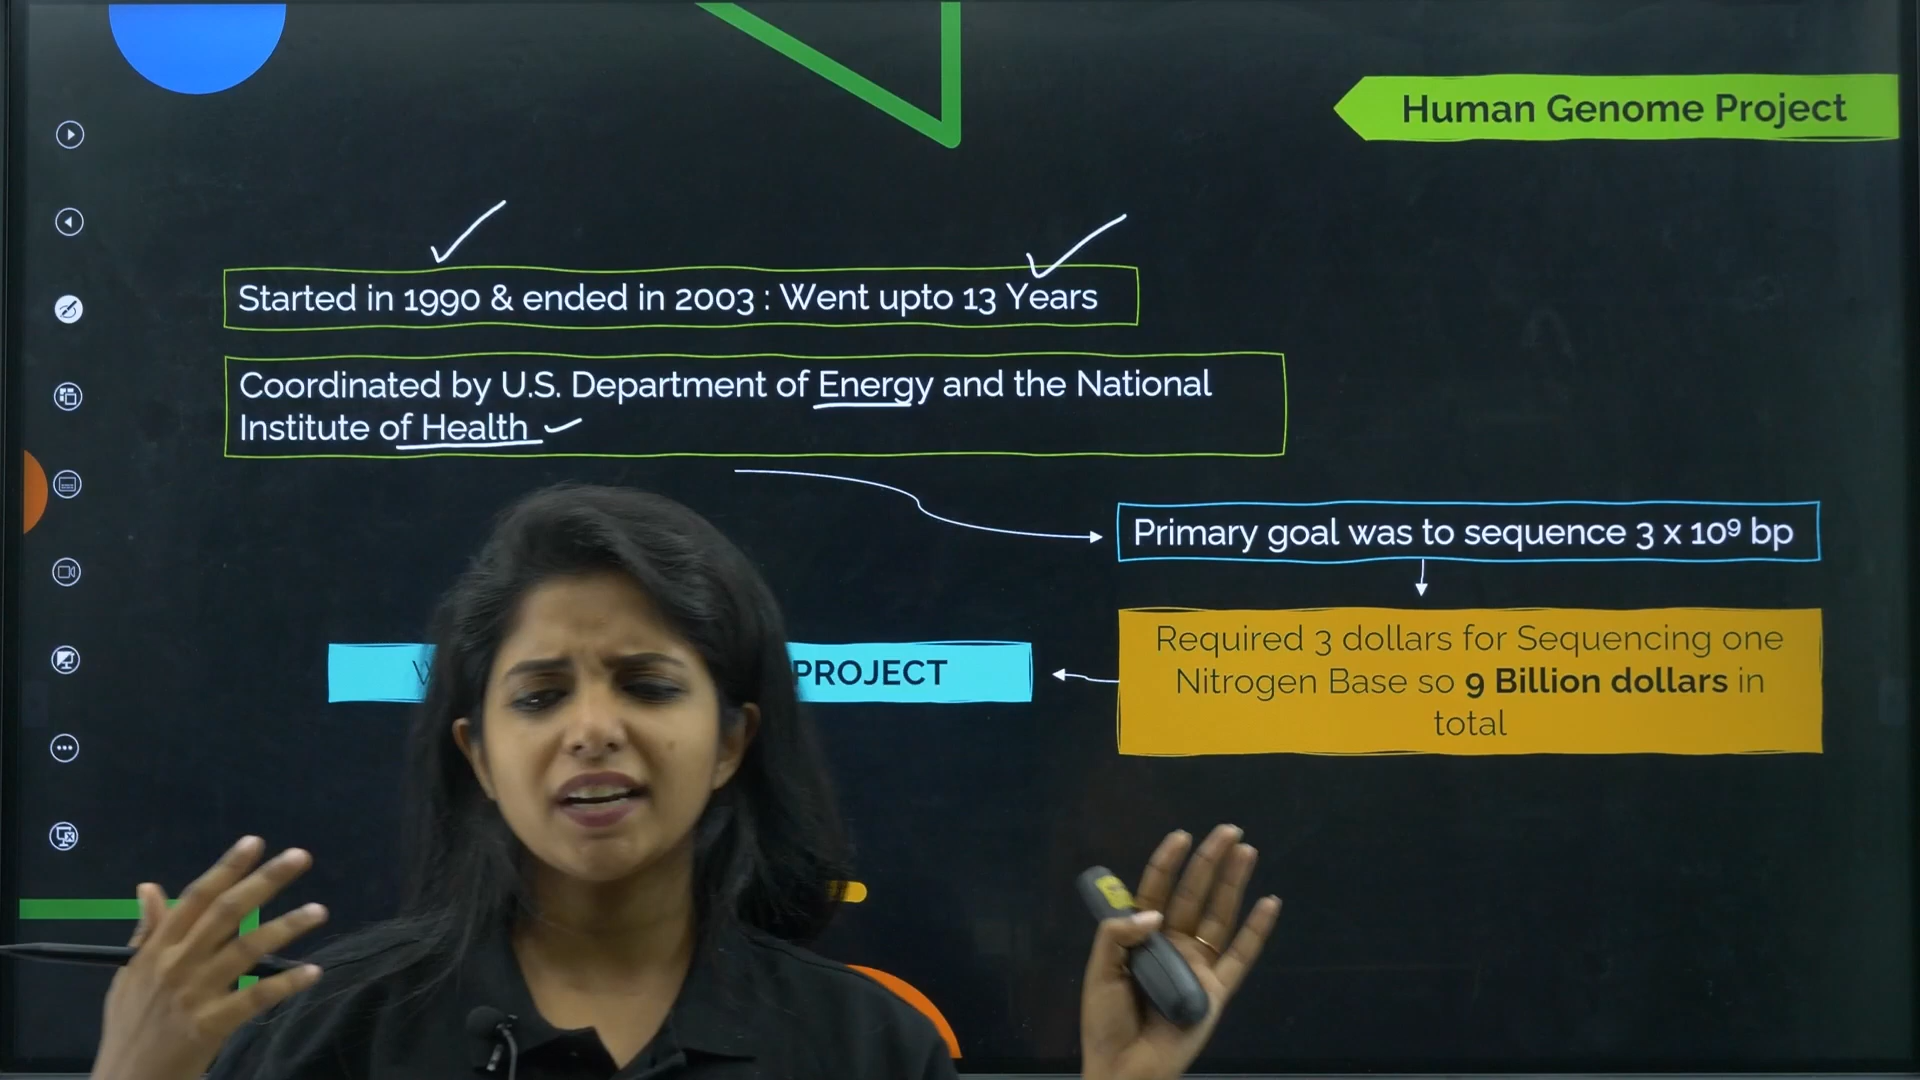 Human Genome Project
Started in 1990 & ended in 2003 : Went upto 13 Years
Coordinated by U.S. Department of Energy and the National
Institute of Health
Primary goal was to sequence 3 x 10⁹ bp
Required 3 dollars for Sequencing one
Nitrogen Base so 9 Billion dollars in
total
PROJECT